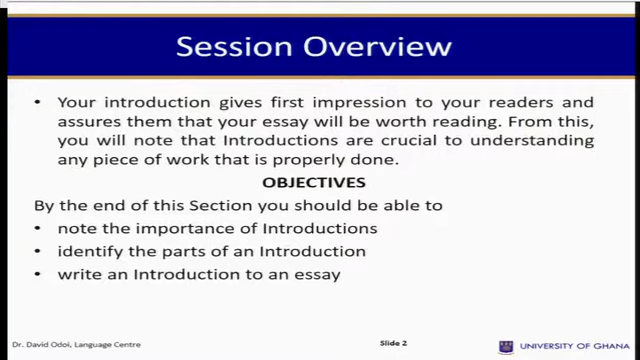 Session Overview
• Your introduction gives first impression to your readers and
assures them that your essay will be worth reading. From this,
you will note that Introductions are crucial to understanding
any piece of work that is properly done.
OBJECTIVES
By the end of this Section you should be able to
• note the importance of Introductions
• identify the parts of an Introduction
• write an Introduction to an essay
Dr. David Odoi, Language Centre
Slide 2
UNIVERSITY OF GHANA